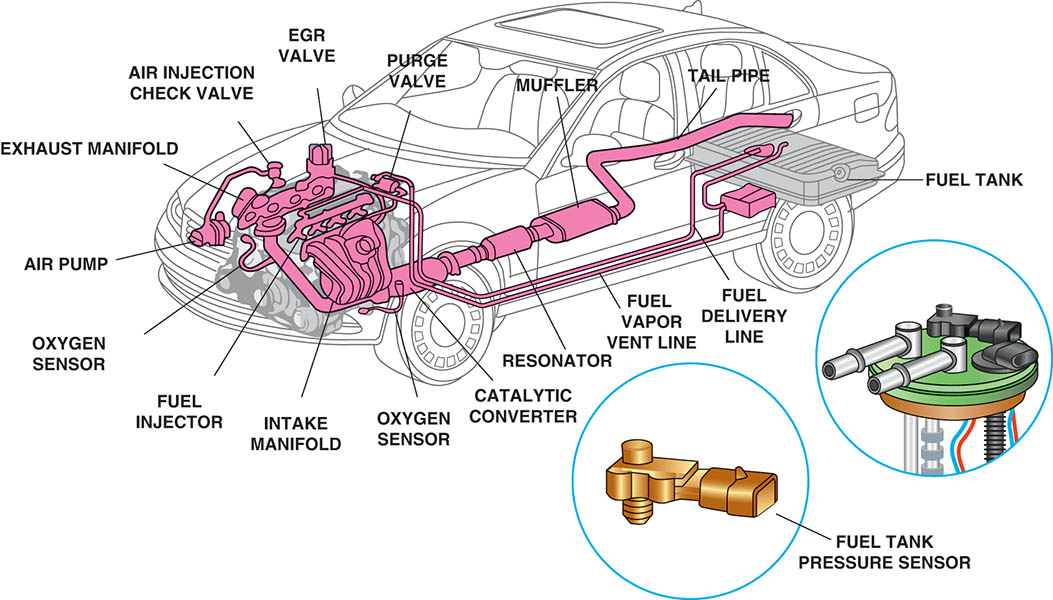 EGR
VALVE
PURGE
VALVE
AIR INJECTION
CHECK VALVE
MUFFLER
TAIL PIPE
EXHAUST MANIFOLD
FUEL TANK
AIR PUMP
FUEL
VAPOR
VENT LINE
FUEL
DELIVERY
LINE
OXYGEN
SENSOR
RESONATOR
FUEL
INJECTOR
INTAKE
MANIFOLD
OXYGEN
SENSOR
CATALYTIC
CONVERTER
FUEL TANK
PRESSURE SENSOR